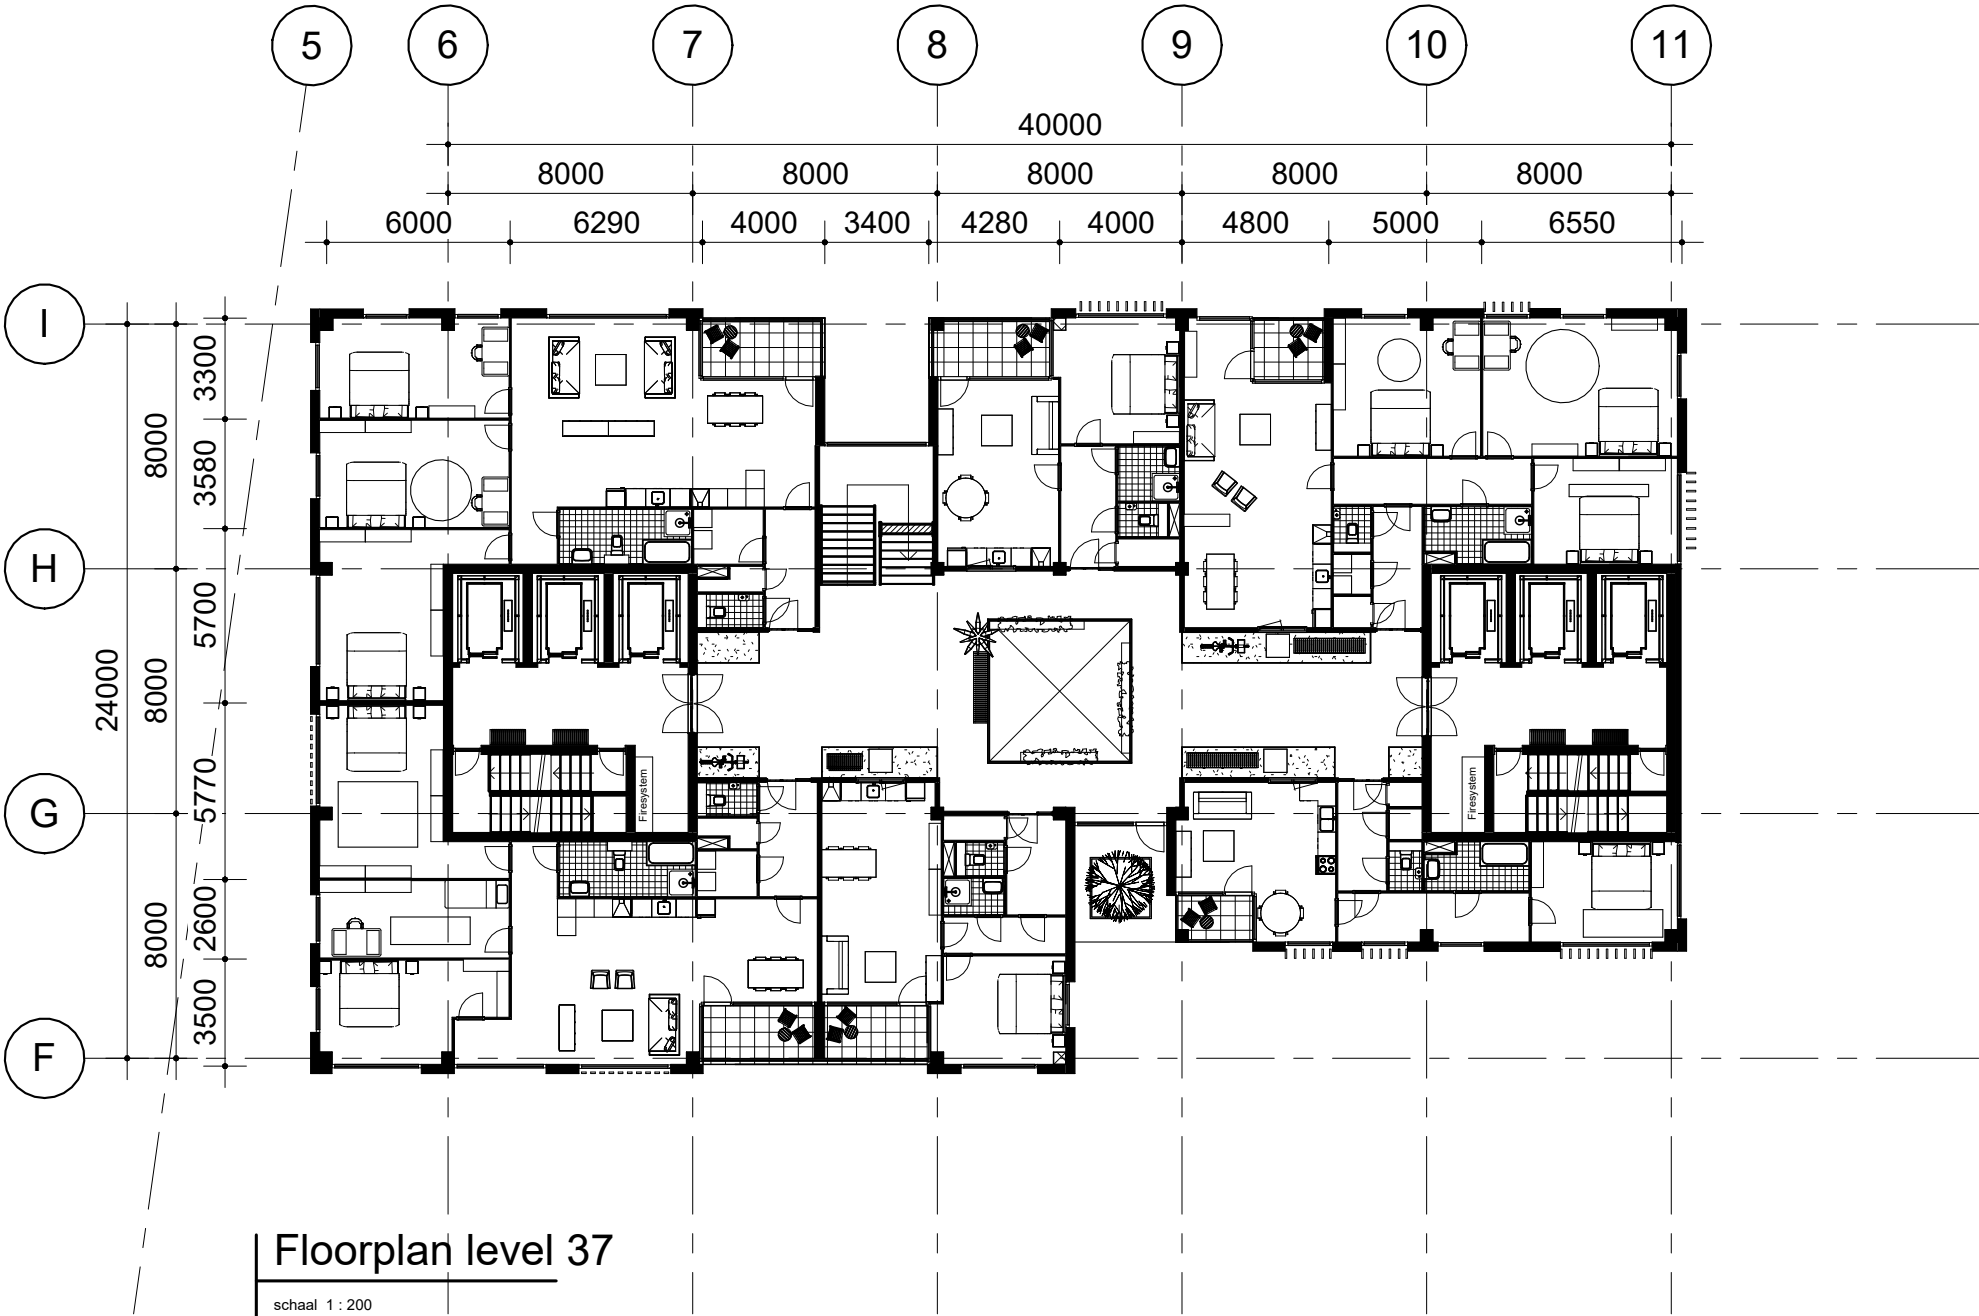 5 6 7 8 9 10 11
40000
8000 8000 8000 8000 8000
6000 6290 4000 3400 4280 4000 4800 5000 6550
I
3300
8000
3580
H
5700
24000
8000
Firesystem
Firesystem
5770
G
2600
8000
3500
F
Floorplan level 37
schaal 1 : 200